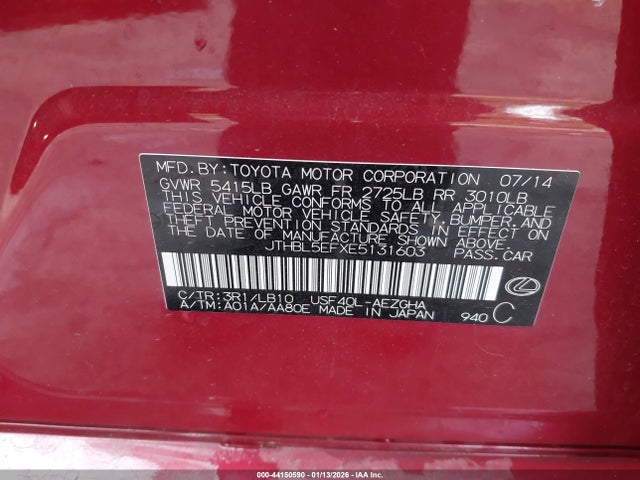 MFD. BY: TOYOTA MOTOR CORPORATION 07/14
GVWR 5415LB GAWR FR 2725LB RR 3010LB
THIS VEHICLE CONFORMS TO ALL APPLICABLE
FEDERAL MOTOR VEHICLE SAFETY, BUMPER, AND
THEFT PREVENTION STANDARDS IN EFFECT ON
THE DATE OF MANUFACTURE SHOWN ABOVE.
JTHBL5EFXE5131603 PASS.CAR
C/TR:3R1/LB10 USF40L-AEZGHA
A/TM:A01A/AA80E MADE IN JAPAN 940 C
000-44150590 - 01/13/2026 - IAA Inc.